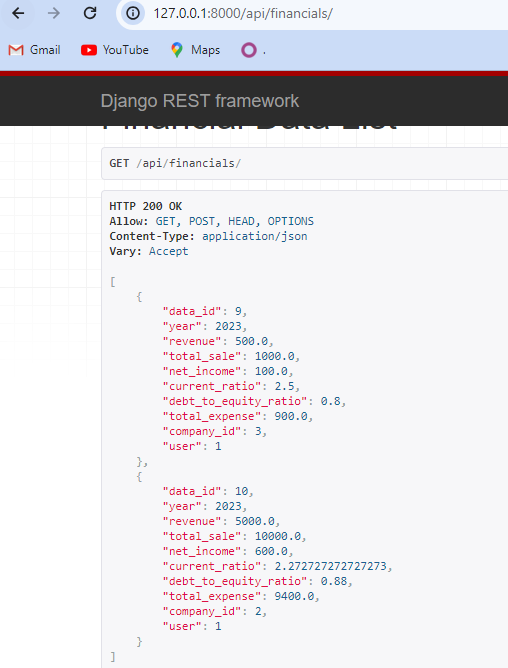 127.0.0.1:8000/api/financials/
Gmail YouTube Maps .
Django REST framework
Financial Data List
GET /api/financials/
HTTP 200 OK
Allow: GET, POST, HEAD, OPTIONS
Content-Type: application/json
Vary: Accept
[
    {
        "data_id": 9,
        "year": 2023,
        "revenue": 500.0,
        "total_sale": 1000.0,
        "net_income": 100.0,
        "current_ratio": 2.5,
        "debt_to_equity_ratio": 0.8,
        "total_expense": 900.0,
        "company_id": 3,
        "user": 1
    },
    {
        "data_id": 10,
        "year": 2023,
        "revenue": 5000.0,
        "total_sale": 10000.0,
        "net_income": 600.0,
        "current_ratio": 2.272727272727273,
        "debt_to_equity_ratio": 0.88,
        "total_expense": 9400.0,
        "company_id": 2,
        "user": 1
    }
]